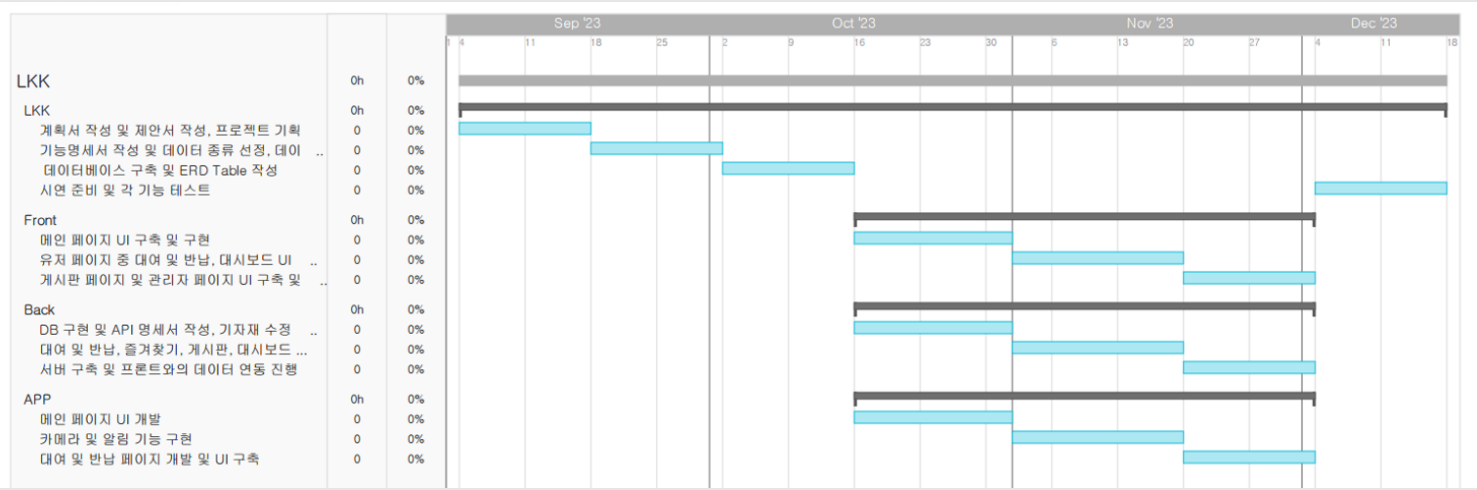 Sep '23 Oct '23 Nov '23 Dec '23
1 4 11 18 25 2 9 16 23 30 6 13 20 27 4 11 18
LKK 0h 0%
LKK 0h 0%
계획서 작성 및 제안서 작성, 프로젝트 기획 0 0%
기능명세서 작성 및 데이터 종류 선정, 데이 .. 0 0%
데이터베이스 구축 및 ERD Table 작성 0 0%
시연 준비 및 각 기능 테스트 0 0%
Front 0h 0%
메인 페이지 UI 구축 및 구현 0 0%
유저 페이지 중 대여 및 반납, 대시보드 UI .. 0 0%
게시판 페이지 및 관리자 페이지 UI 구축 및 .. 0 0%
Back 0h 0%
DB 구현 및 API 명세서 작성, 기자재 수정 .. 0 0%
대여 및 반납, 즐겨찾기, 게시판, 대시보드 ... 0 0%
서버 구축 및 프론트와의 데이터 연동 진행 0 0%
APP 0h 0%
메인 페이지 UI 개발 0 0%
카메라 및 알림 기능 구현 0 0%
대여 및 반납 페이지 개발 및 UI 구축 0 0%